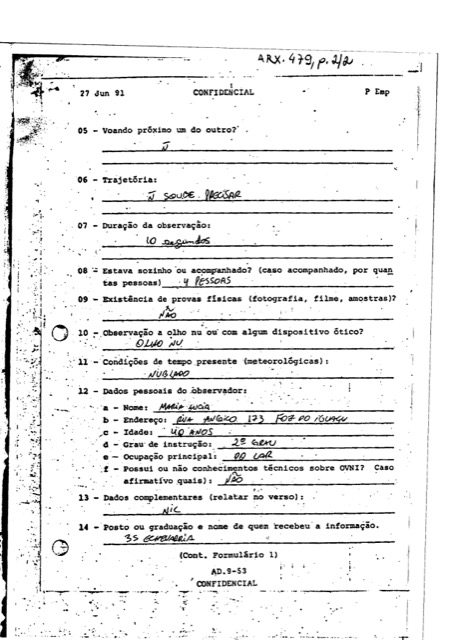 ARX. 479, p. 2/2
27 Jun 91 CONFIDENCIAL P Emp
05 - Voando próximo um do outro?
Ñ
06 - Trajetória:
Ñ SOUBE PRECISAR
07 - Duração da observação:
10 segundos
08 - Estava sozinho ou acompanhado? (caso acompanhado, por quan
tas pessoas) 4 PESSOAS
09 - Existência de provas físicas (fotografia, filme, amostras)?
NÃO
10 - Observação a olho nu ou com algum dispositivo ótico?
OLHO NU
11 - Condições de tempo presente (meteorológicas):
NUBLADO
12 - Dados pessoais do observador:
a - Nome: MARIA LUCIA
b - Endereço: RUA ANGICO 173 FOZ DO IGUAÇU
c - Idade: 40 ANOS
d - Grau de instrução: 2º GRAU
e - Ocupação principal: DO LAR
f - Possui ou não conhecimentos técnicos sobre OVNI? Caso
afirmativo quais): NÃO
13 - Dados complementares (relatar no verso):
NIL
14 - Posto ou graduação e nome de quem recebeu a informação.
3S
(Cont. Formulário 1)
AD.9-53
CONFIDENCIAL